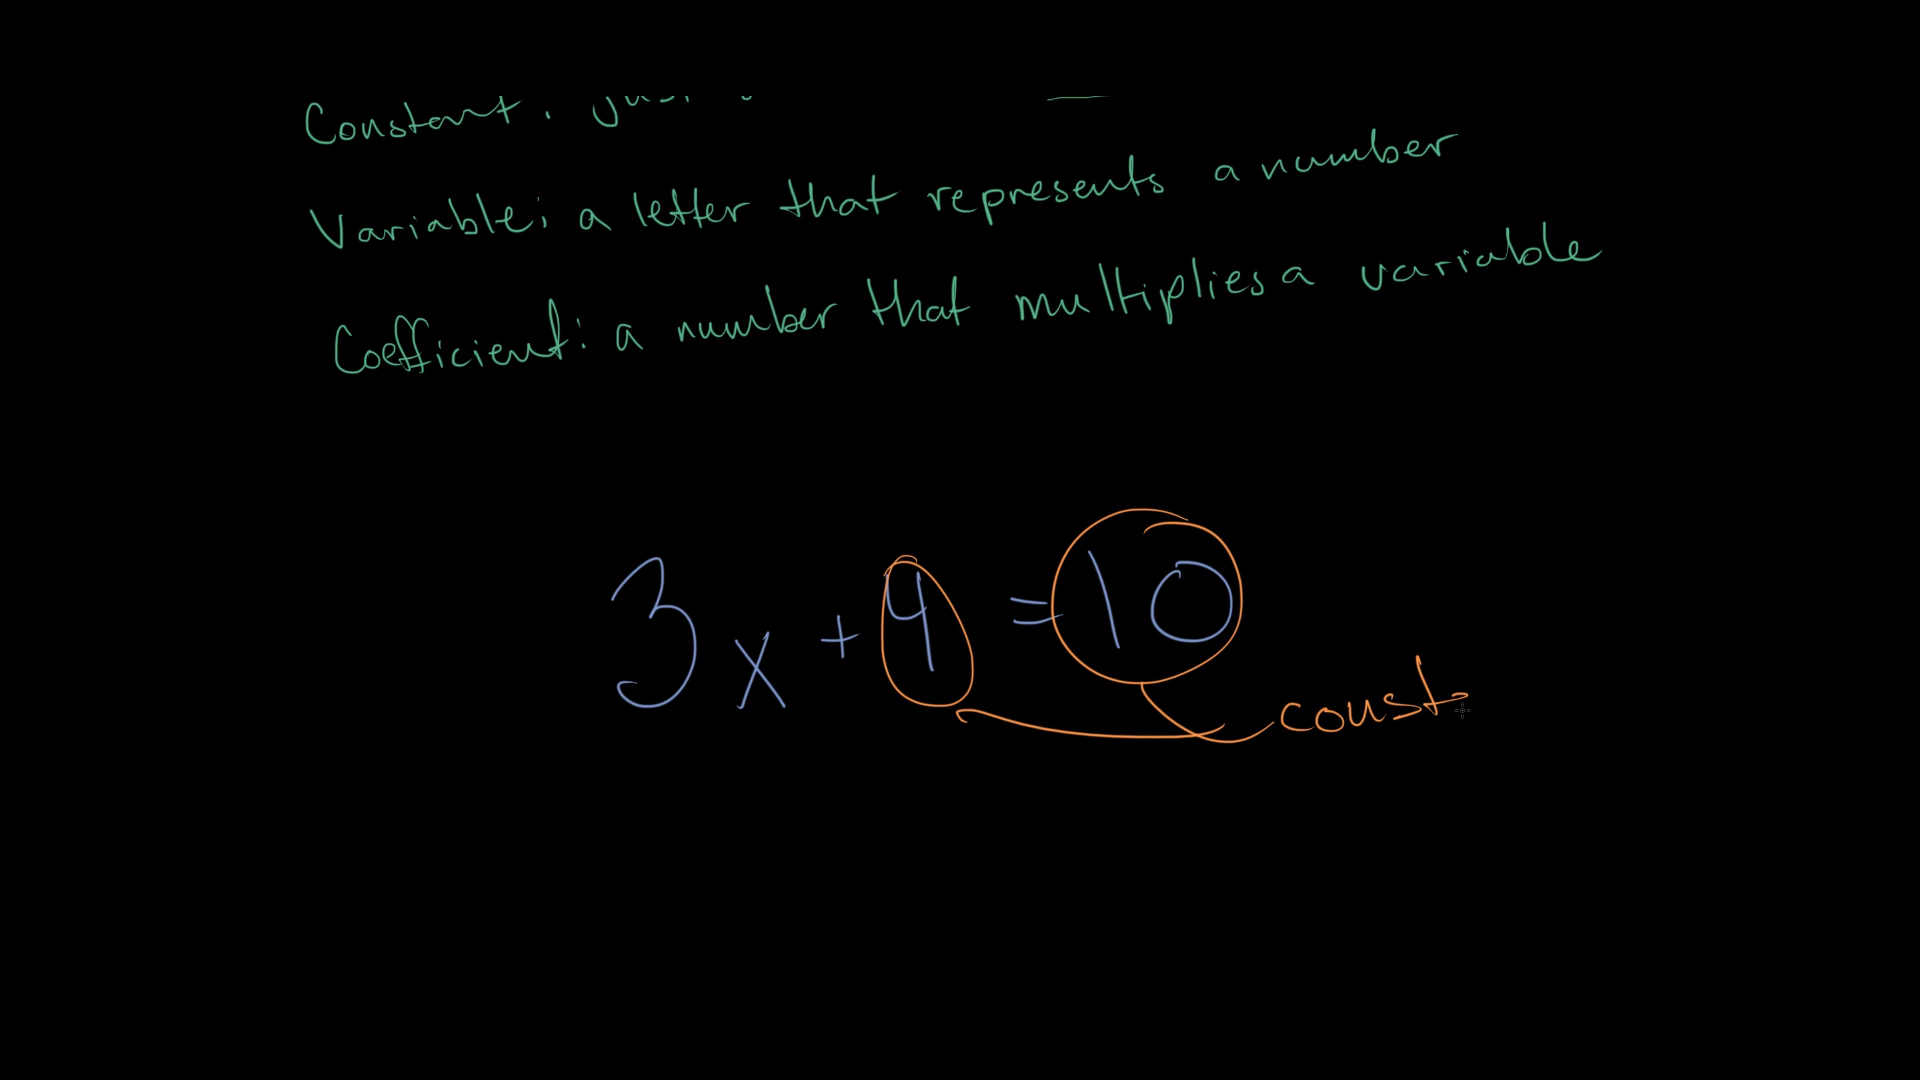 Constant.
Variable: a letter that represents a number
Coefficient: a number that multiplies a variable
3x + 4 = 10
const